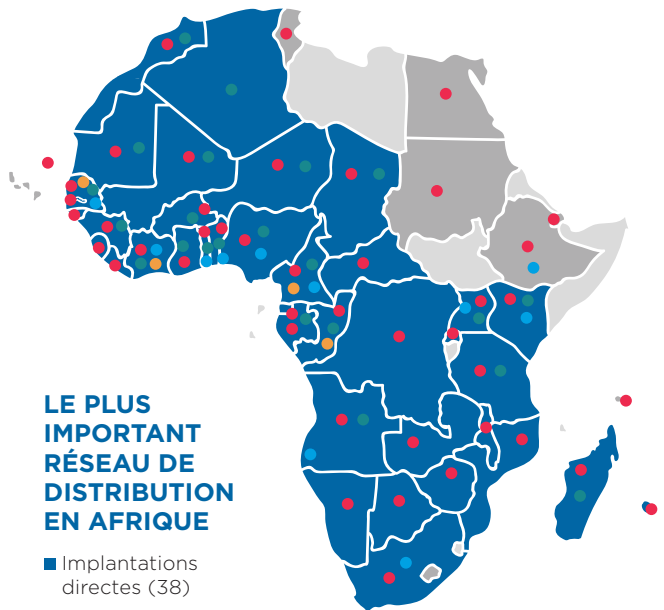 LE PLUS
IMPORTANT
RÉSEAU DE
DISTRIBUTION
EN AFRIQUE
Implantations
directes (38)